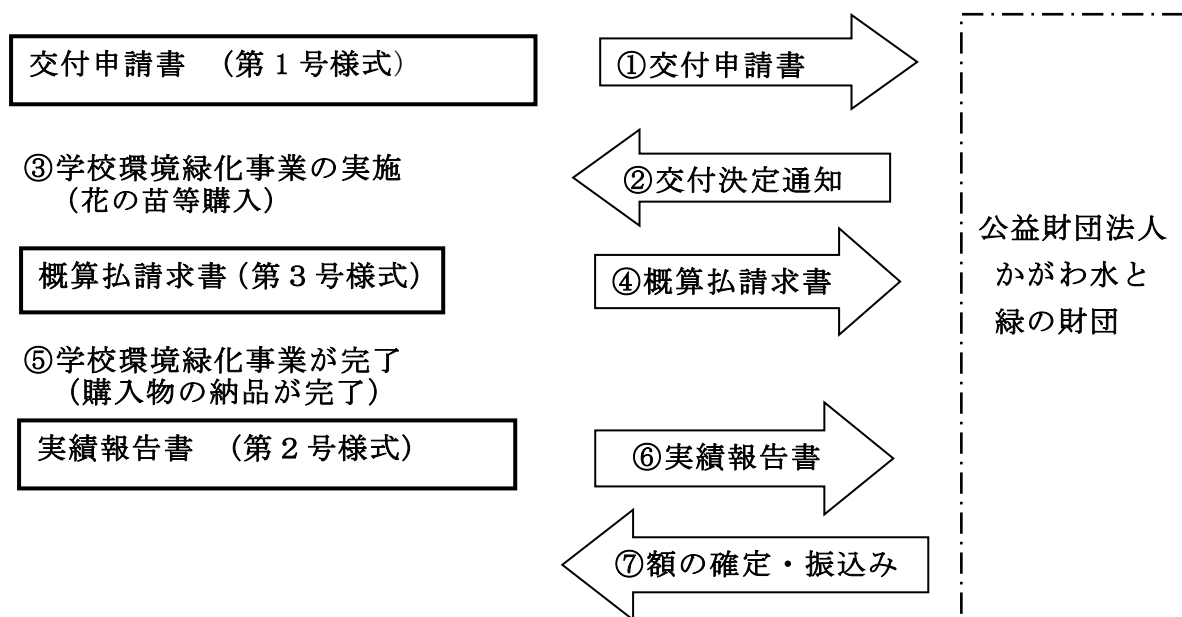 交付申請書　（第１号様式）
①交付申請書
②交付決定通知
③学校環境緑化事業の実施
（花の苗等購入）
概算払請求書（第３号様式）
④概算払請求書
⑤学校環境緑化事業が完了
（購入物の納品が完了）
実績報告書　（第２号様式）
⑥実績報告書
⑦額の確定・振込み
公益財団法人
かがわ水と
緑の財団